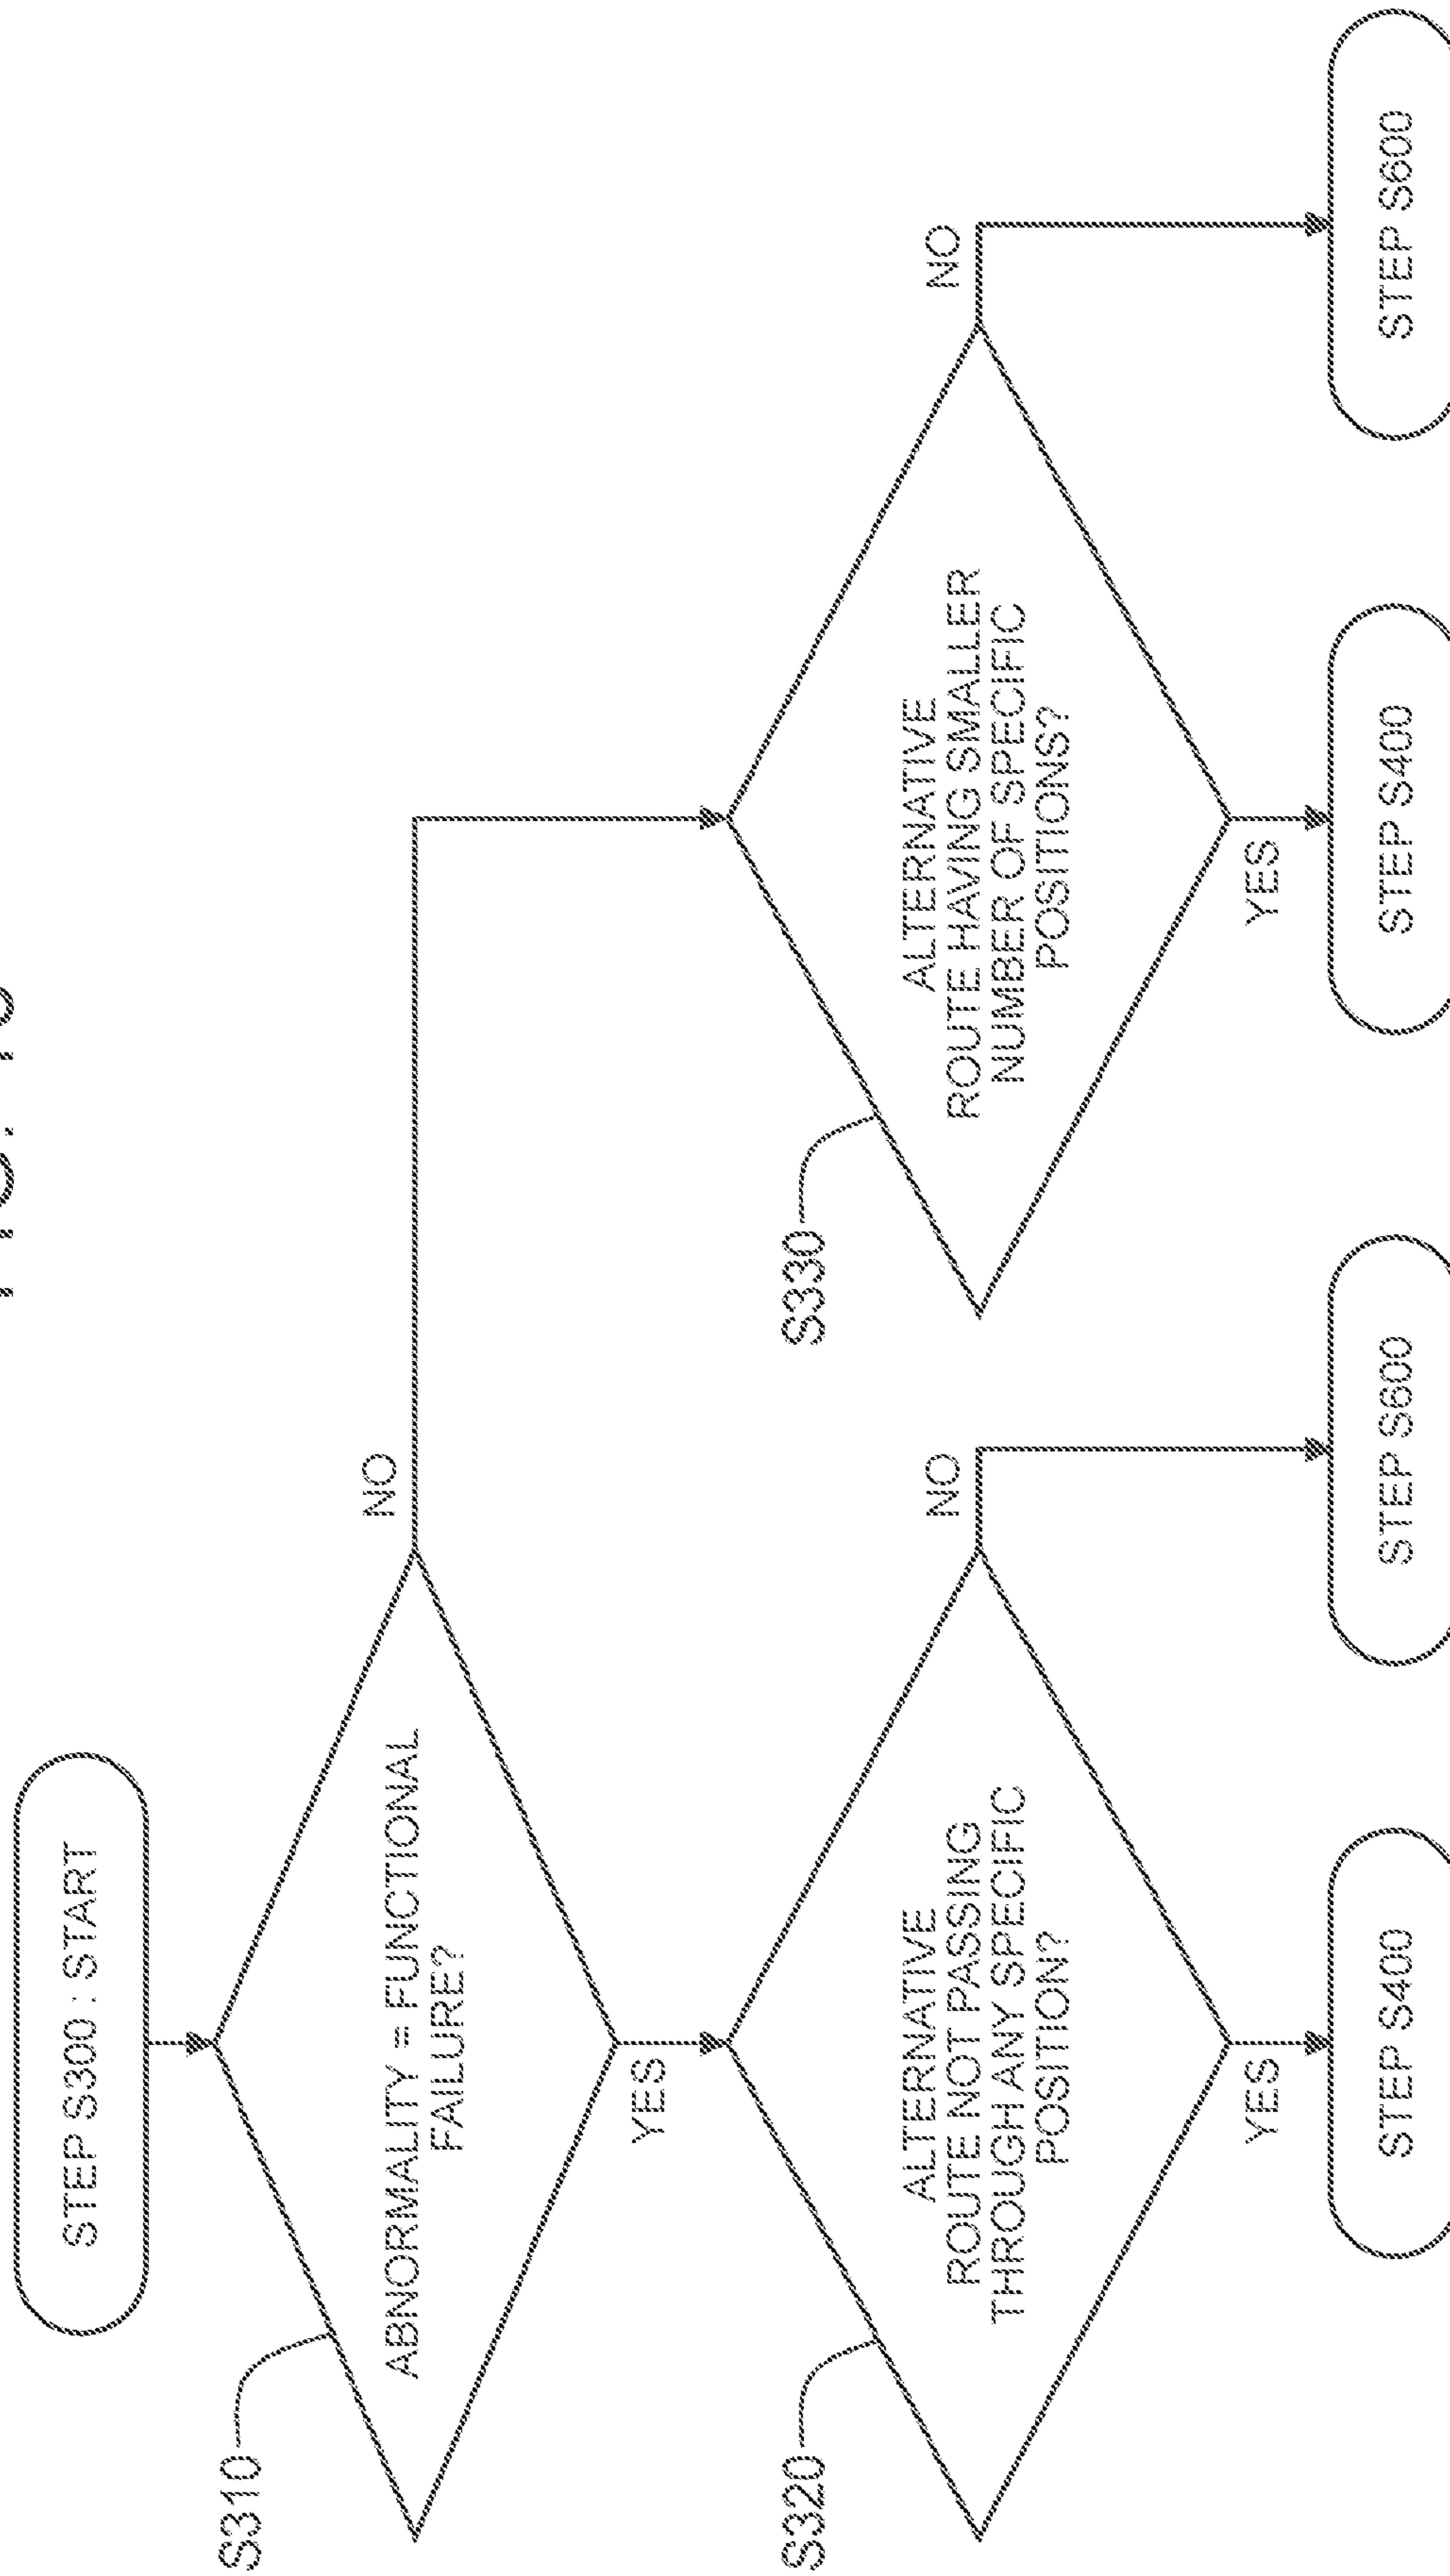 STEP S300 : START
S310
ABNORMALITY = FUNCTIONAL
FAILURE?
NO
YES
S320
ALTERNATIVE
ROUTE NOT PASSING
THROUGH ANY SPECIFIC
POSITION?
NO
YES
S330
ALTERNATIVE
ROUTE HAVING SMALLER
NUMBER OF SPECIFIC
POSITIONS?
NO
YES
STEP S400
STEP S600
STEP S400
STEP S600